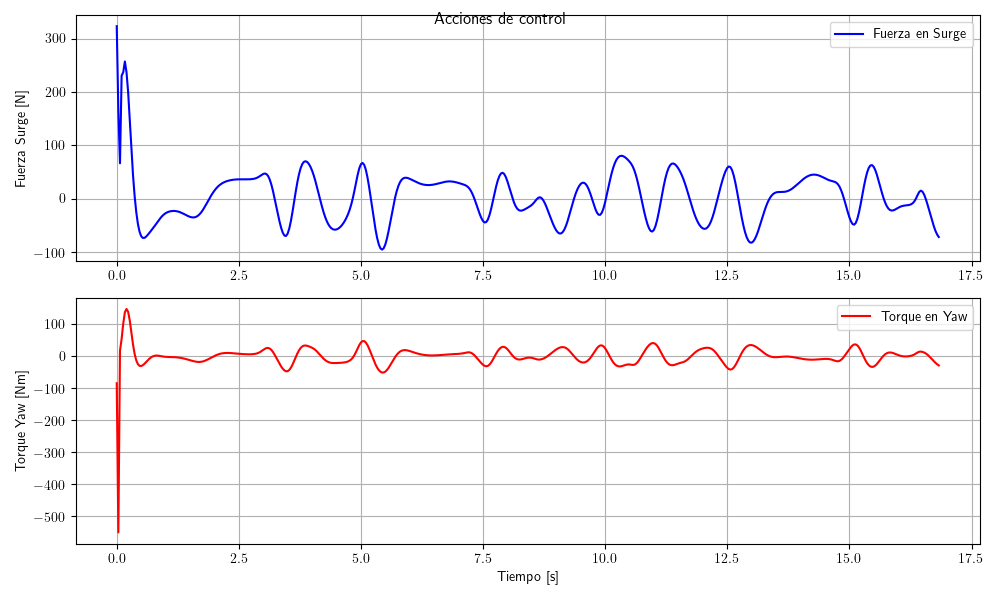 Acciones de control
Fuerza en Surge
Fuerza Surge [N]
300
200
100
0
−100
0.0 2.5 5.0 7.5 10.0 12.5 15.0 17.5
Torque en Yaw
Torque Yaw [Nm]
100
0
−100
−200
−300
−400
−500
0.0 2.5 5.0 7.5 10.0 12.5 15.0 17.5
Tiempo [s]